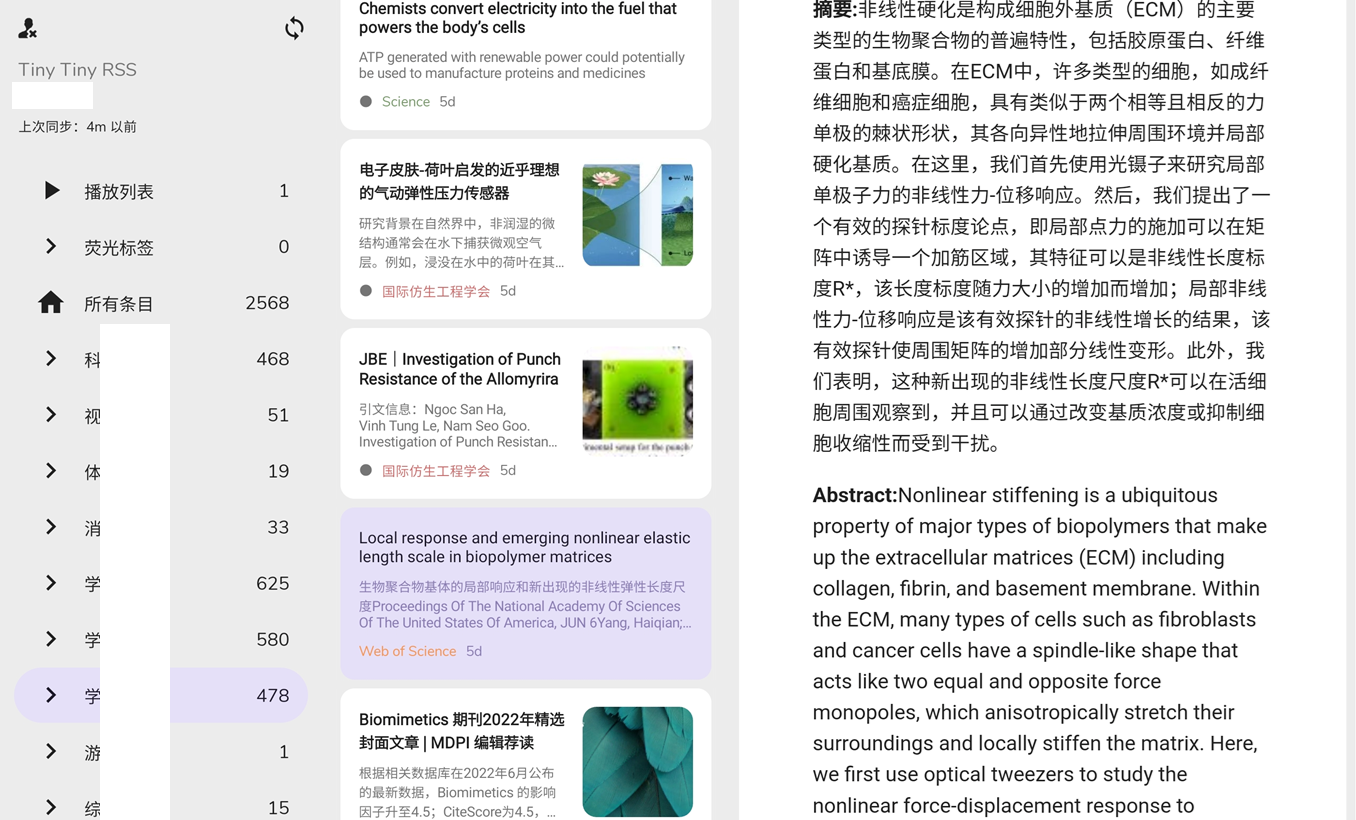 Tiny Tiny RSS
上次同步：4m 以前
播放列表 1
荧光标签 0
所有条目 2568
科 468
视 51
体 19
消 33
学 625
学 580
学 478
游 1
综 15
Chemists convert electricity into the fuel that
powers the body's cells
ATP generated with renewable power could potentially
be used to manufacture proteins and medicines
Science 5d
电子皮肤-荷叶启发的近乎理想
的气动弹性压力传感器
研究背景在自然界中，非润湿的微
结构通常会在水下捕获微观空气
层。例如，浸没在水中的荷叶在其...
国际仿生工程学会 5d
JBE｜Investigation of Punch
Resistance of the Allomyrira
引文信息：Ngoc San Ha,
Vinh Tung Le, Nam Seo Goo.
Investigation of Punch Resistan...
国际仿生工程学会 5d
Local response and emerging nonlinear elastic
length scale in biopolymer matrices
生物聚合物基体的局部响应和新出现的非线性弹性长度尺
度Proceedings Of The National Academy Of Sciences
Of The United States Of America, JUN 6Yang, Haiqian;...
Web of Science 5d
Biomimetics 期刊2022年精选
封面文章 | MDPI 编辑荐读
根据相关数据库在2022年6月公布
的最新数据，Biomimetics 的影响
因子升至4.5；CiteScore为4.5，...
摘要:非线性硬化是构成细胞外基质（ECM）的主要
类型的生物聚合物的普遍特性，包括胶原蛋白、纤维
蛋白和基底膜。在ECM中，许多类型的细胞，如成纤
维细胞和癌症细胞，具有类似于两个相等且相反的力
单极的棘状形状，其各向异性地拉伸周围环境并局部
硬化基质。在这里，我们首先使用光镊子来研究局部
单极子力的非线性力-位移响应。然后，我们提出了一
个有效的探针标度论点，即局部点力的施加可以在矩
阵中诱导一个加筋区域，其特征可以是非线性长度标
度R*，该长度标度随力大小的增加而增加；局部非线
性力-位移响应是该有效探针的非线性增长的结果，该
有效探针使周围矩阵的增加部分线性变形。此外，我
们表明，这种新出现的非线性长度尺度R*可以在活细
胞周围观察到，并且可以通过改变基质浓度或抑制细
胞收缩性而受到干扰。
Abstract:Nonlinear stiffening is a ubiquitous
property of major types of biopolymers that make
up the extracellular matrices (ECM) including
collagen, fibrin, and basement membrane. Within
the ECM, many types of cells such as fibroblasts
and cancer cells have a spindle-like shape that
acts like two equal and opposite force
monopoles, which anisotropically stretch their
surroundings and locally stiffen the matrix. Here,
we first use optical tweezers to study the
nonlinear force-displacement response to